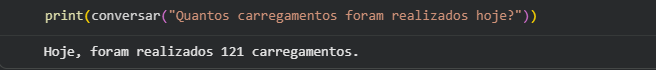 print(conversar("Quantos carregamentos foram realizados hoje?"))
Hoje, foram realizados 121 carregamentos.